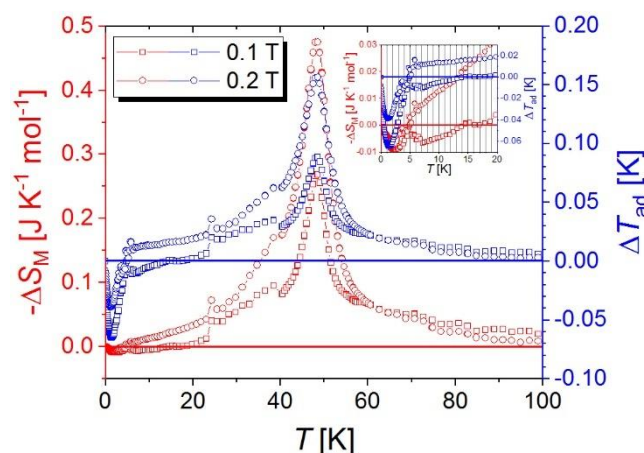 0.5
0.4
0.3
0.2
0.1
0.0
-ΔS_M [J K⁻¹ mol⁻¹]
0.1 T
0.2 T
0.03
0.02
0.01
0.00
-0.01
-ΔS_M [J K⁻¹ mol⁻¹]
0.02
0.00
-0.02
-0.04
-0.06
ΔT_ad [K]
0 5 10 15 20
T [K]
0.20
0.15
0.10
0.05
0.00
-0.05
-0.10
ΔT_ad [K]
0 20 40 60 80 100
T [K]